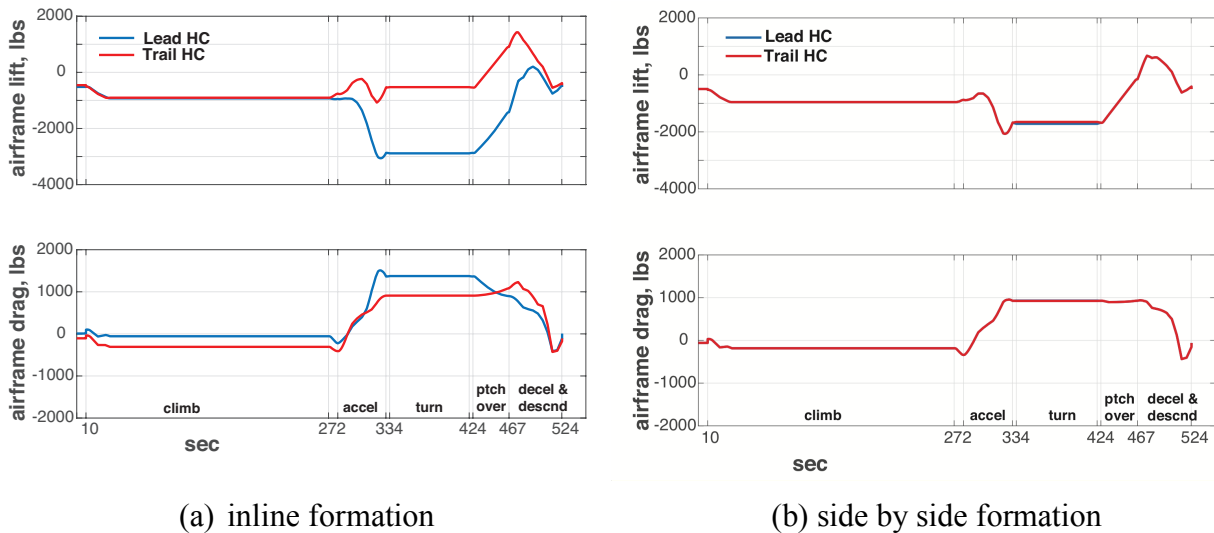 airframe lift, lbs
2000
0
-2000
-4000
Lead HC
Trail HC
airframe drag, lbs
2000
1000
0
-1000
-2000
climb
accel
turn
ptch over
decel & descnd
10
272
334
424
467
524
sec
(a) inline formation
airframe lift, lbs
2000
0
-2000
-4000
Lead HC
Trail HC
airframe drag, lbs
2000
1000
0
-1000
-2000
climb
accel
turn
ptch over
decel & descnd
10
272
334
424
467
524
sec
(b) side by side formation